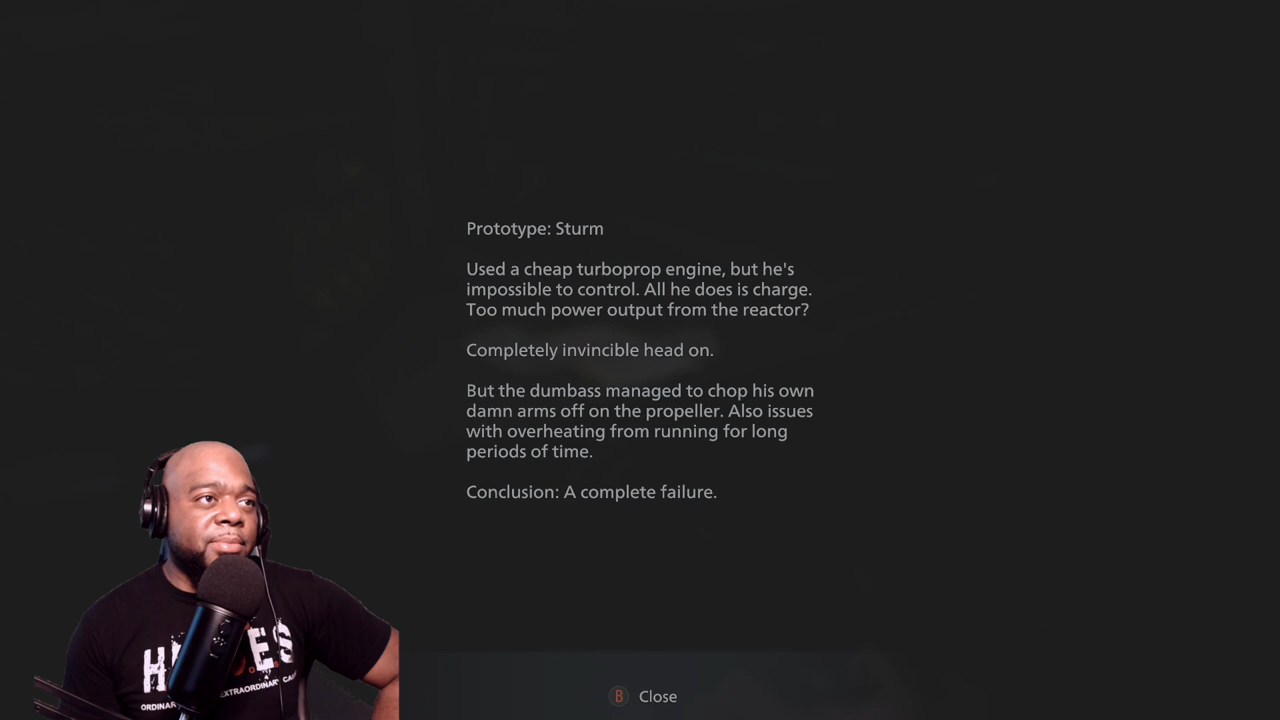 Prototype: Sturm
Used a cheap turboprop engine, but he's
impossible to control. All he does is charge.
Too much power output from the reactor?
Completely invincible head on.
But the dumbass managed to chop his own
damn arms off on the propeller. Also issues
with overheating from running for long
periods of time.
Conclusion: A complete failure.
B Close